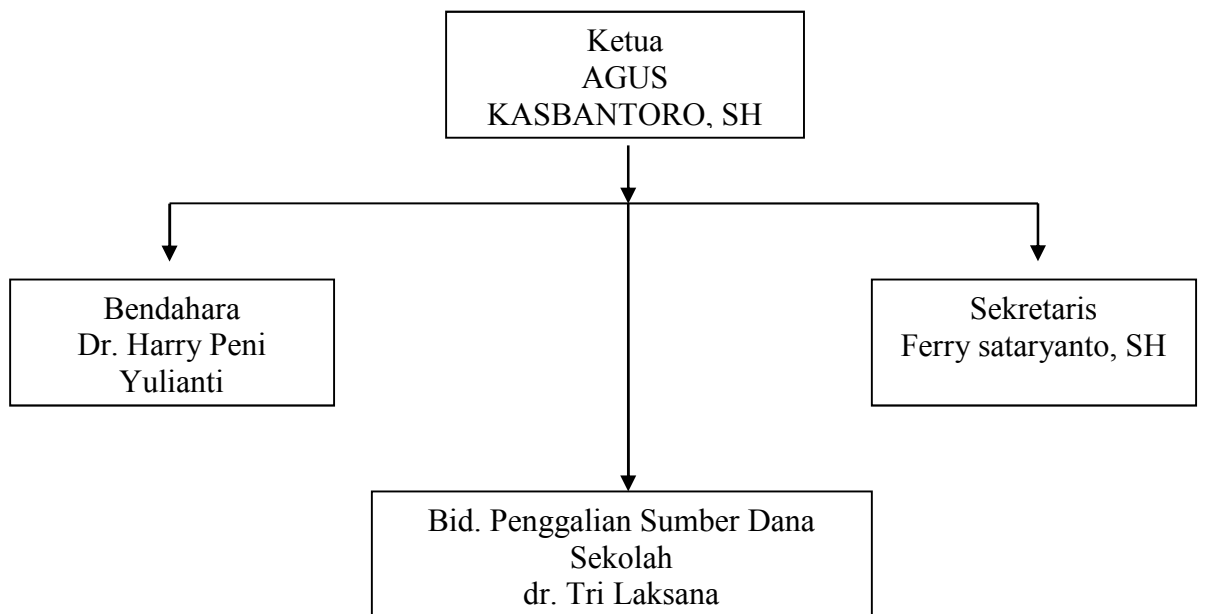 Ketua
AGUS
KASBANTORO, SH
Bendahara
Dr. Harry Peni
Yulianti
Sekretaris
Ferry sataryanto, SH
Bid. Penggalian Sumber Dana
Sekolah
dr. Tri Laksana